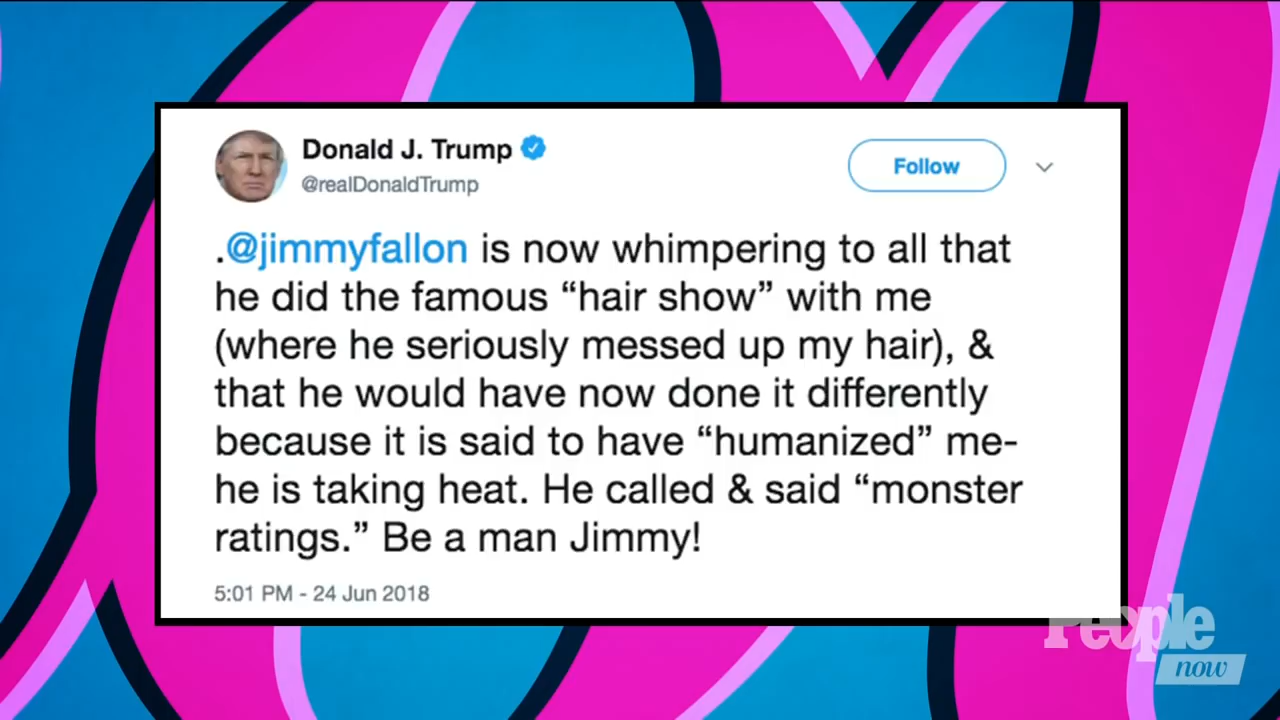 Donald J. Trump
@realDonaldTrump
Follow
.@jimmyfallon is now whimpering to all that
he did the famous “hair show” with me
(where he seriously messed up my hair), &
that he would have now done it differently
because it is said to have “humanized” me-
he is taking heat. He called & said “monster
ratings.” Be a man Jimmy!
5:01 PM - 24 Jun 2018
People
now